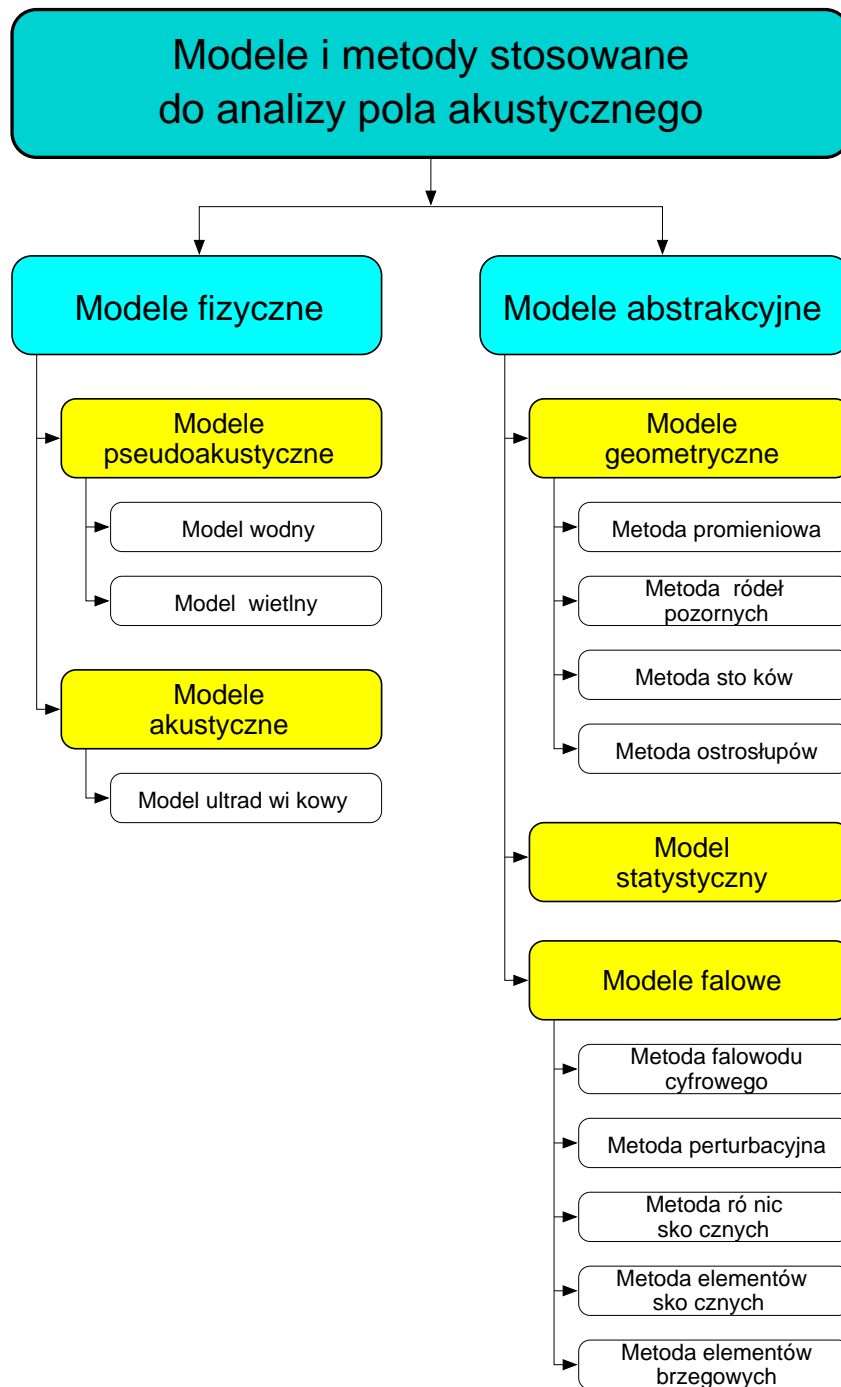 Modele i metody stosowane
do analizy pola akustycznego
Modele fizyczne
Modele
pseudoakustyczne
Model wodny
Model wietlny
Modele
akustyczne
Model ultrad wi kowy
Modele abstrakcyjne
Modele
geometryczne
Metoda promieniowa
Metoda ródeł
pozornych
Metoda sto ków
Metoda ostrosłupów
Model
statystyczny
Modele falowe
Metoda falowodu
cyfrowego
Metoda perturbacyjna
Metoda ró nic
sko cznych
Metoda elementów
sko cznych
Metoda elementów
brzegowych